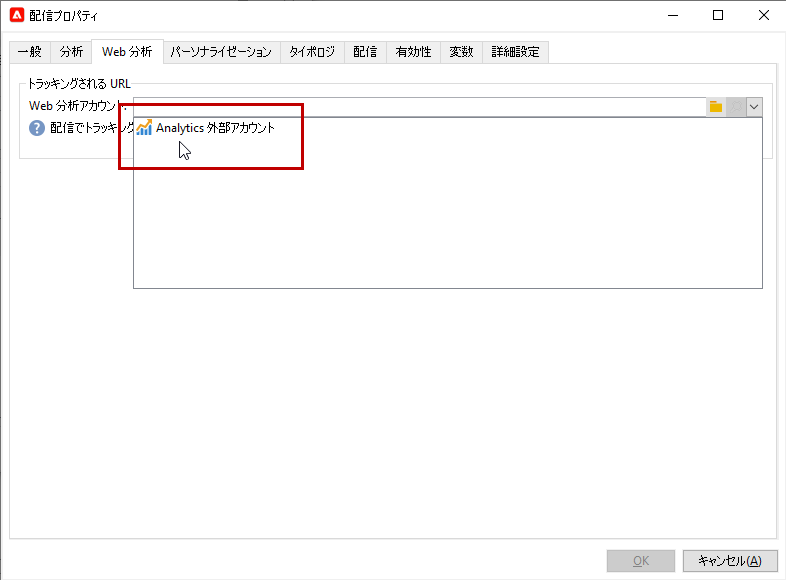 配信プロパティ
一般 分析 Web 分析 パーソナライゼーション タイポロジ 配信 有効性 変数 詳細設定
トラッキングされる URL
Web 分析アカウント:
配信でトラッキング
Analytics 外部アカウント
OK キャンセル(A)